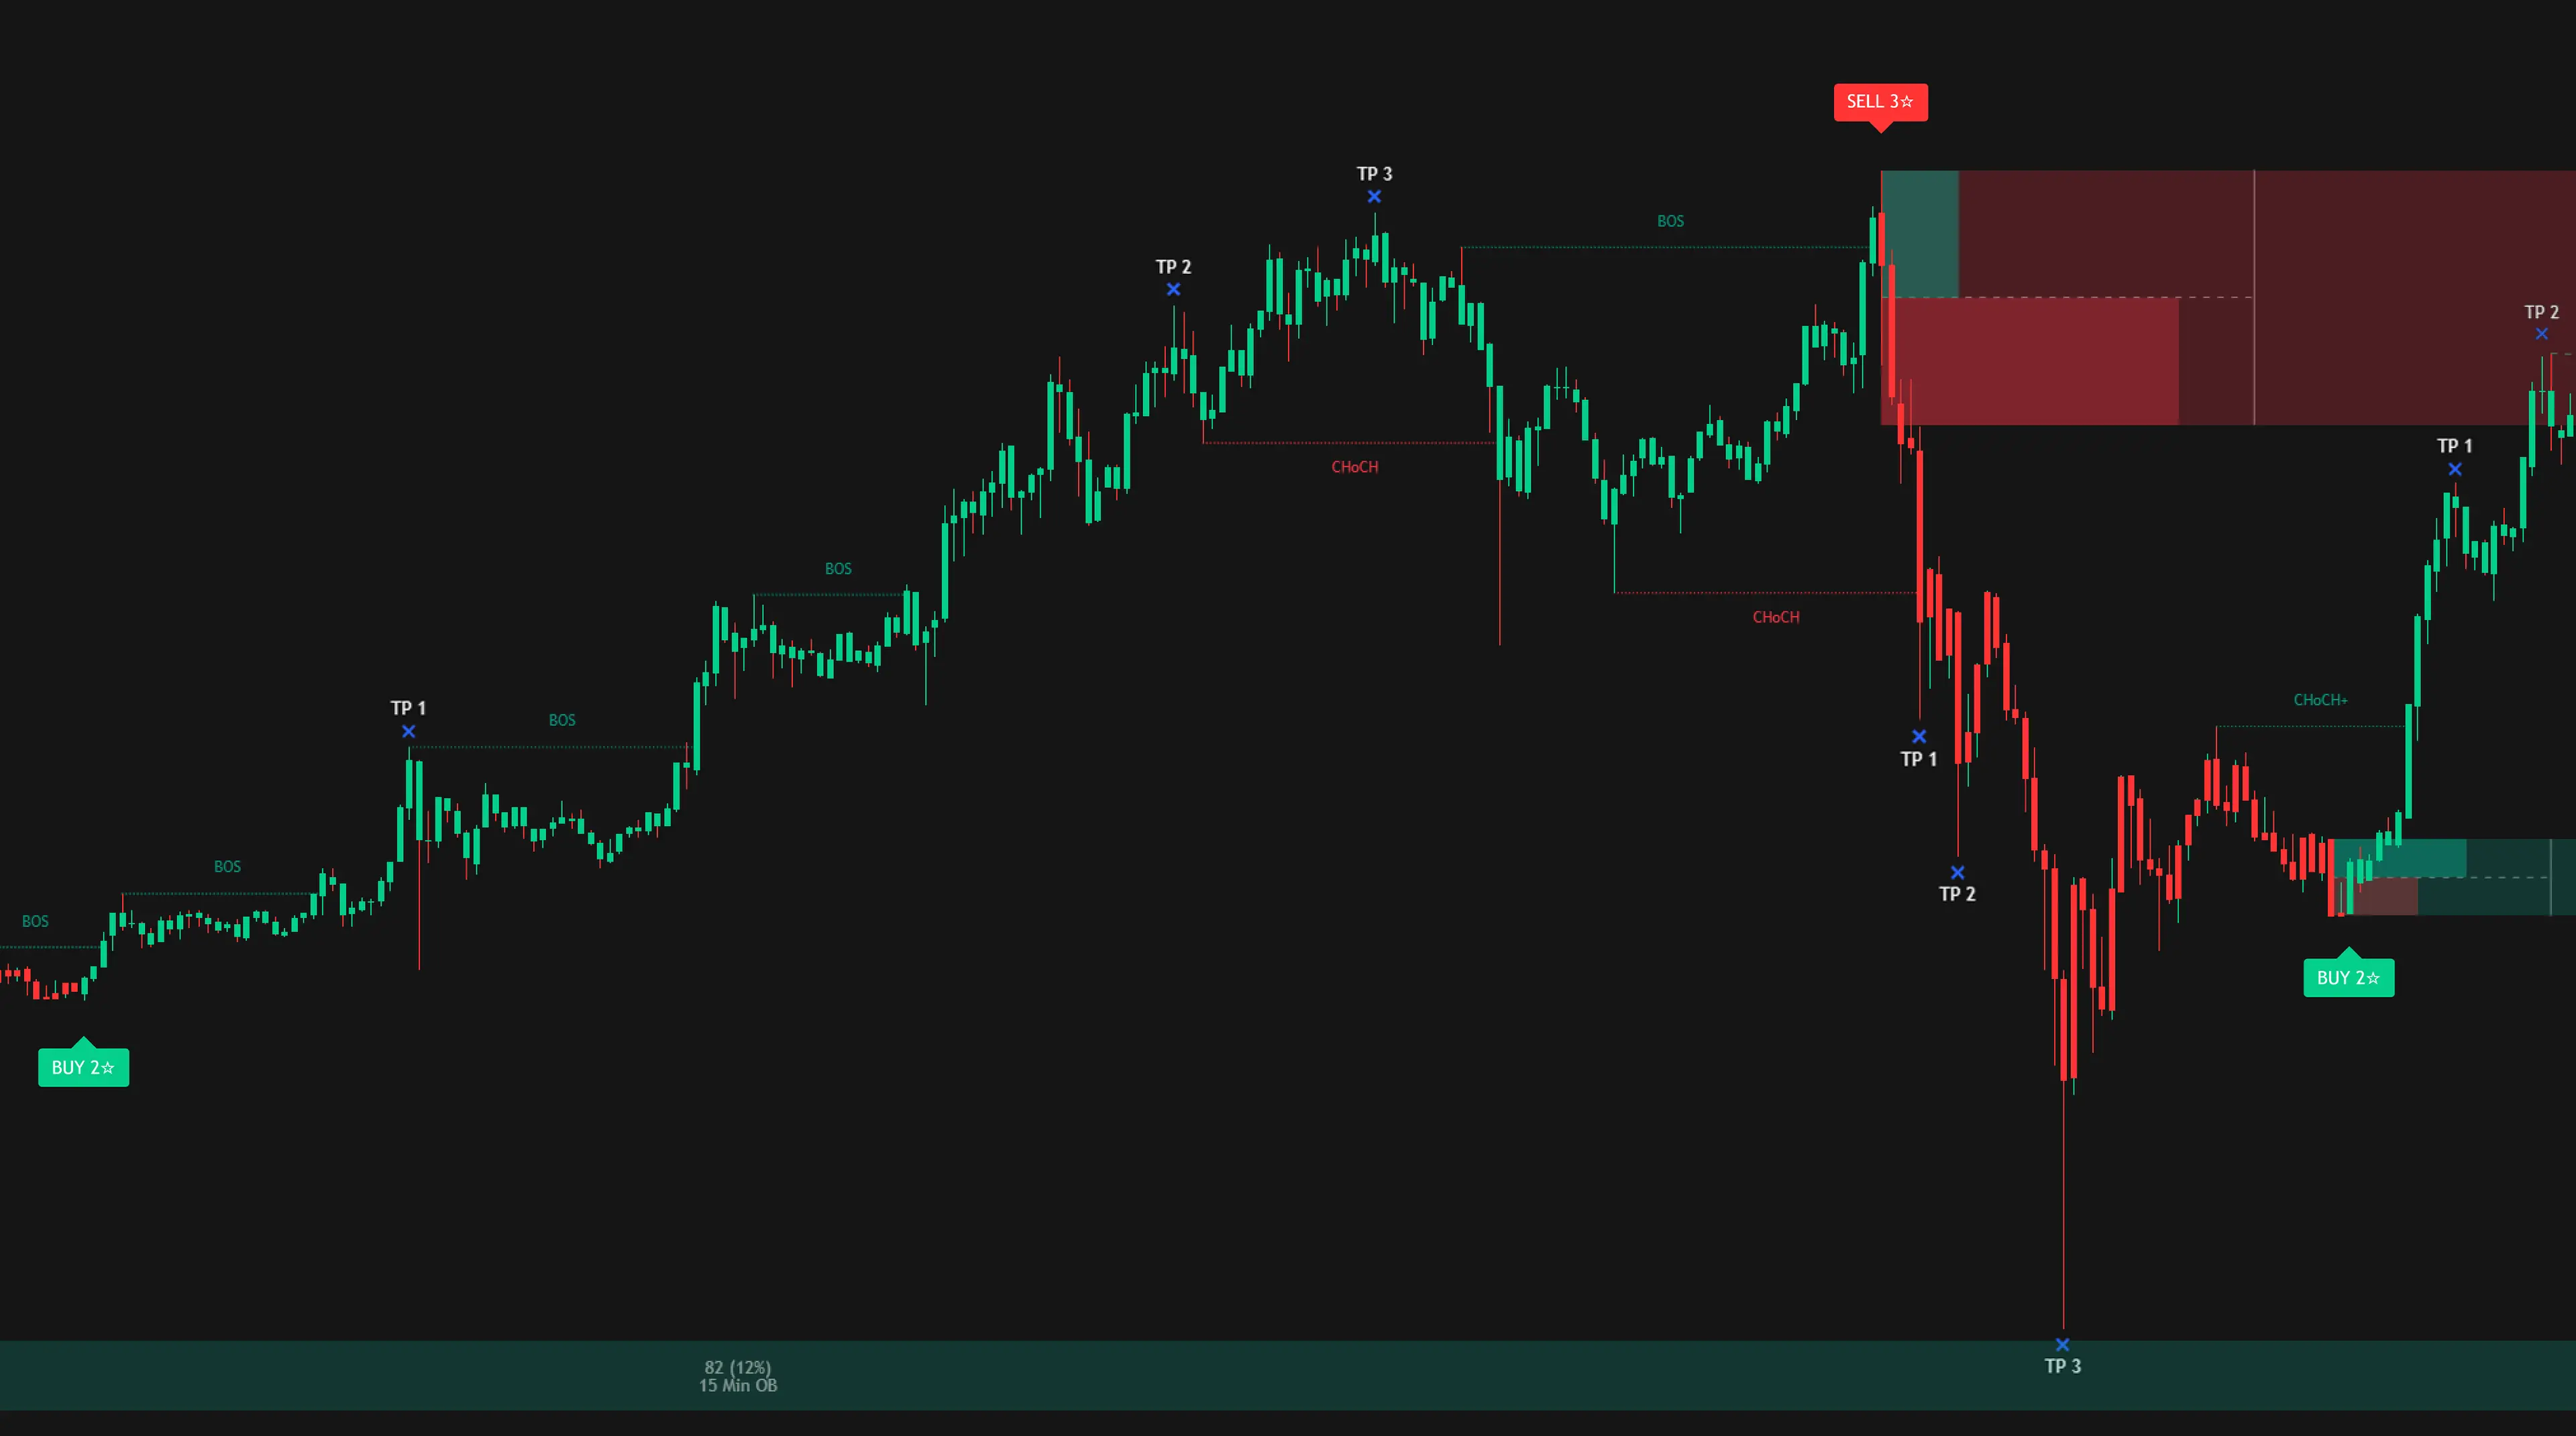 SELL 3☆
TP 3
BOS
TP 2
TP 2
TP 1
CHoCH
BOS
CHoCH
CHoCH+
TP 1
BOS
TP 1
BOS
TP 2
BOS
BUY 2☆
BUY 2☆
82 (12%)
15 Min OB
TP 3